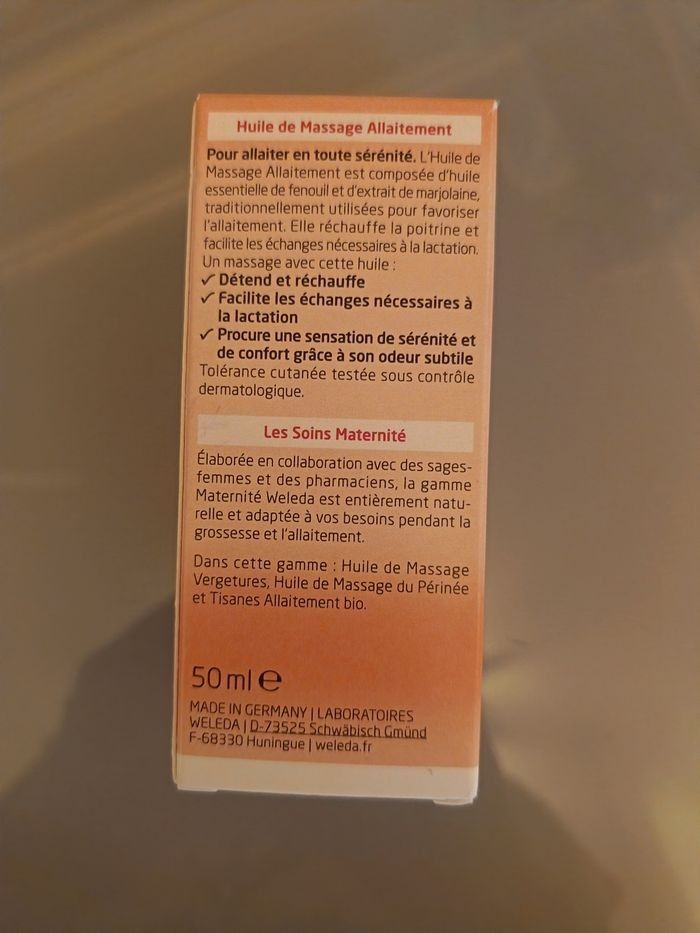 Huile de Massage Allaitement
Pour allaiter en toute sérénité. L'Huile de
Massage Allaitement est composée d'huile
essentielle de fenouil et d'extrait de marjolaine,
traditionnellement utilisées pour favoriser
l'allaitement. Elle réchauffe la poitrine et
facilite les échanges nécessaires à la lactation.
Un massage avec cette huile :
✓ Détend et réchauffe
✓ Facilite les échanges nécessaires à
la lactation
✓ Procure une sensation de sérénité et
de confort grâce à son odeur subtile
Tolérance cutanée testée sous contrôle
dermatologique.
Les Soins Maternité
Élaborée en collaboration avec des sages-
femmes et des pharmaciens, la gamme
Maternité Weleda est entièrement natu-
relle et adaptée à vos besoins pendant la
grossesse et l'allaitement.
Dans cette gamme : Huile de Massage
Vergetures, Huile de Massage du Périnée
et Tisanes Allaitement bio.
50 ml ℮
MADE IN GERMANY | LABORATOIRES
WELEDA | D-73525 Schwäbisch Gmünd
F-68330 Huningue | weleda.fr